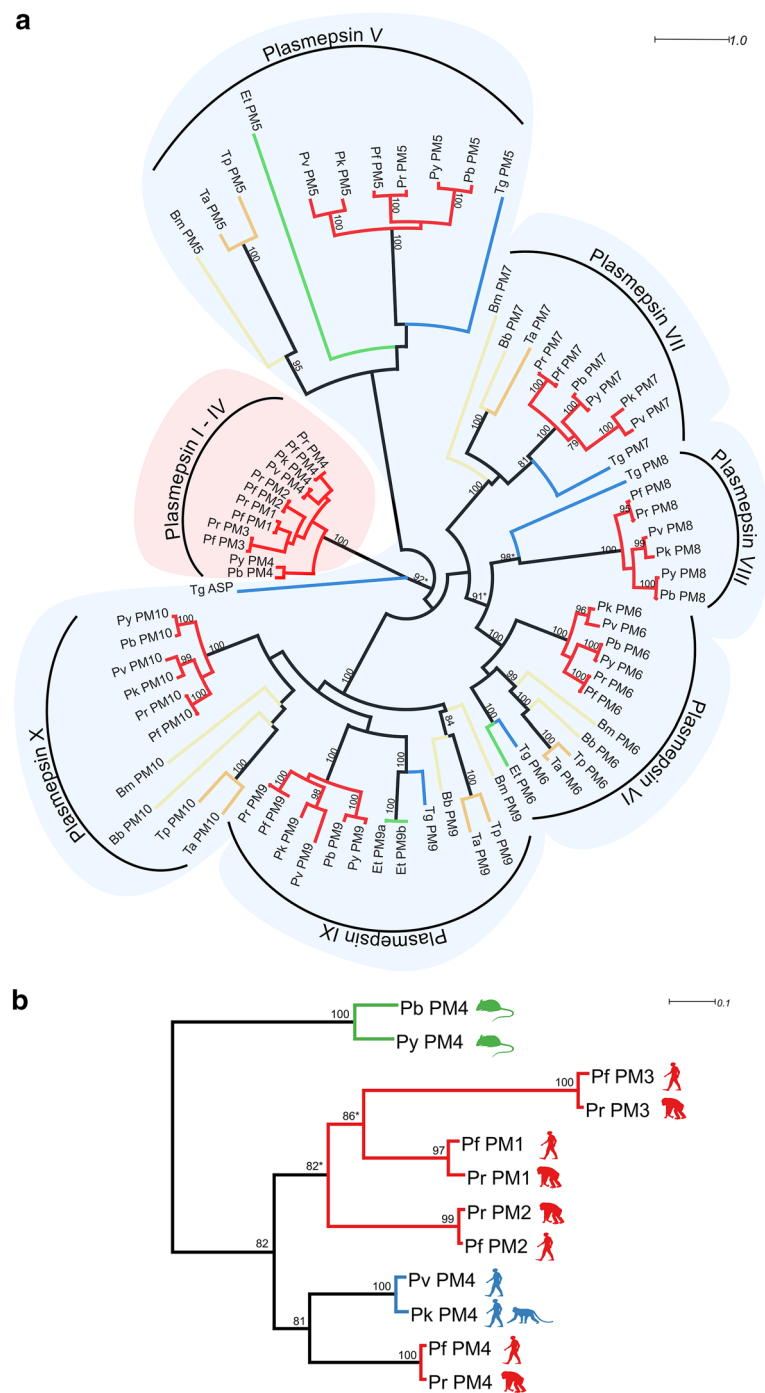 a
1.0
Plasmepsin V
Bm PM5
Ta PM5
Tp PM5
100
95
Et PM5
Pv PM5
Pk PM5
100
Pf PM5
Pr PM5
100
Py PM5
Pb PM5
100
100
Tg PM5
Plasmepsin VII
Bm PM7
Bb PM7
Ta PM7
100
100
Pr PM7
Pf PM7
100
Pb PM7
Py PM7
100
Pk PM7
Pv PM7
100
79
100
81
Tg PM7
Plasmepsin VIII
Tg PM8
Pf PM8
Pr PM8
95
Pv PM8
Pk PM8
99
Py PM8
Pb PM8
100
100
98*
91*
Plasmepsin VI
Pk PM6
Pv PM6
96
Pb PM6
Py PM6
100
Pr PM6
Pf PM6
100
100
100
Bm PM6
Bb PM6
Tp PM6
Ta PM6
100
99
Tg PM6
Et PM6
100
Plasmepsin IX
Bm PM9
Tp PM9
Ta PM9
100
Bb PM9
84
Tg PM9
Et PM9b
Et PM9a
100
Py PM9
Pb PM9
100
Pv PM9
Pk PM9
98
Pf PM9
Pr PM9
100
100
100
Plasmepsin X
Ta PM10
Tp PM10
100
Bb PM10
Bm PM10
Pf PM10
Pr PM10
100
Pk PM10
Pv PM10
99
Pb PM10
Py PM10
100
100
Tg ASP
92*
Plasmepsin I - IV
Pr PM4
Pf PM4
Pk PM4
Pv PM4
Pr PM2
Pf PM2
Pr PM1
Pf PM1
Pr PM3
Pf PM3
Py PM4
Pb PM4
100
b
0.1
100
Pb PM4
Py PM4
100
Pf PM3
Pr PM3
86*
97
Pf PM1
Pr PM1
82*
99
Pr PM2
Pf PM2
82
100
Pv PM4
Pk PM4
81
100
Pf PM4
Pr PM4